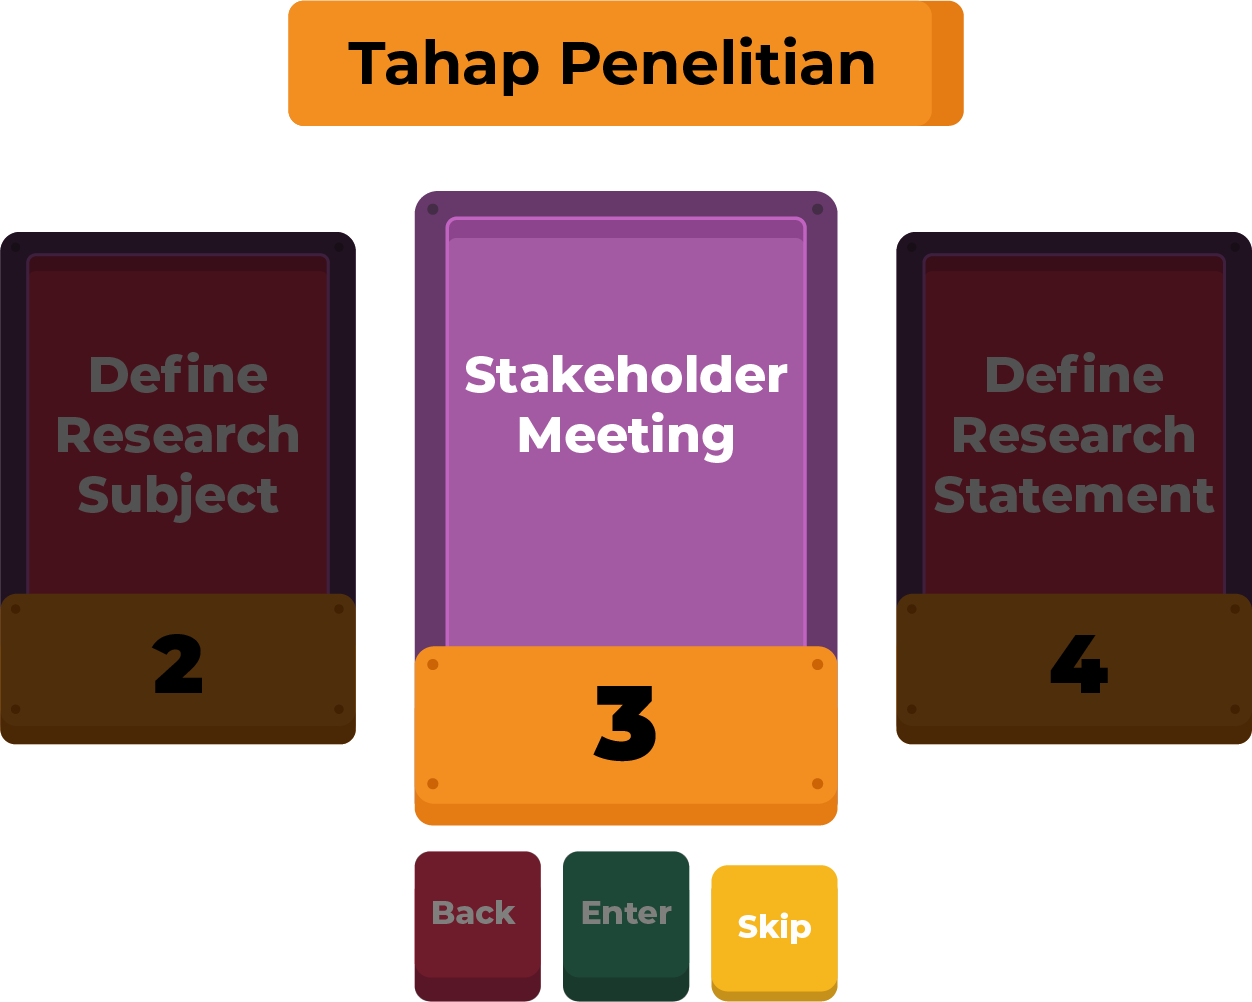 Tahap Penelitian
Define
Research
Subject
2
Stakeholder
Meeting
3
Define
Research
Statement
4
Back
Enter
Skip